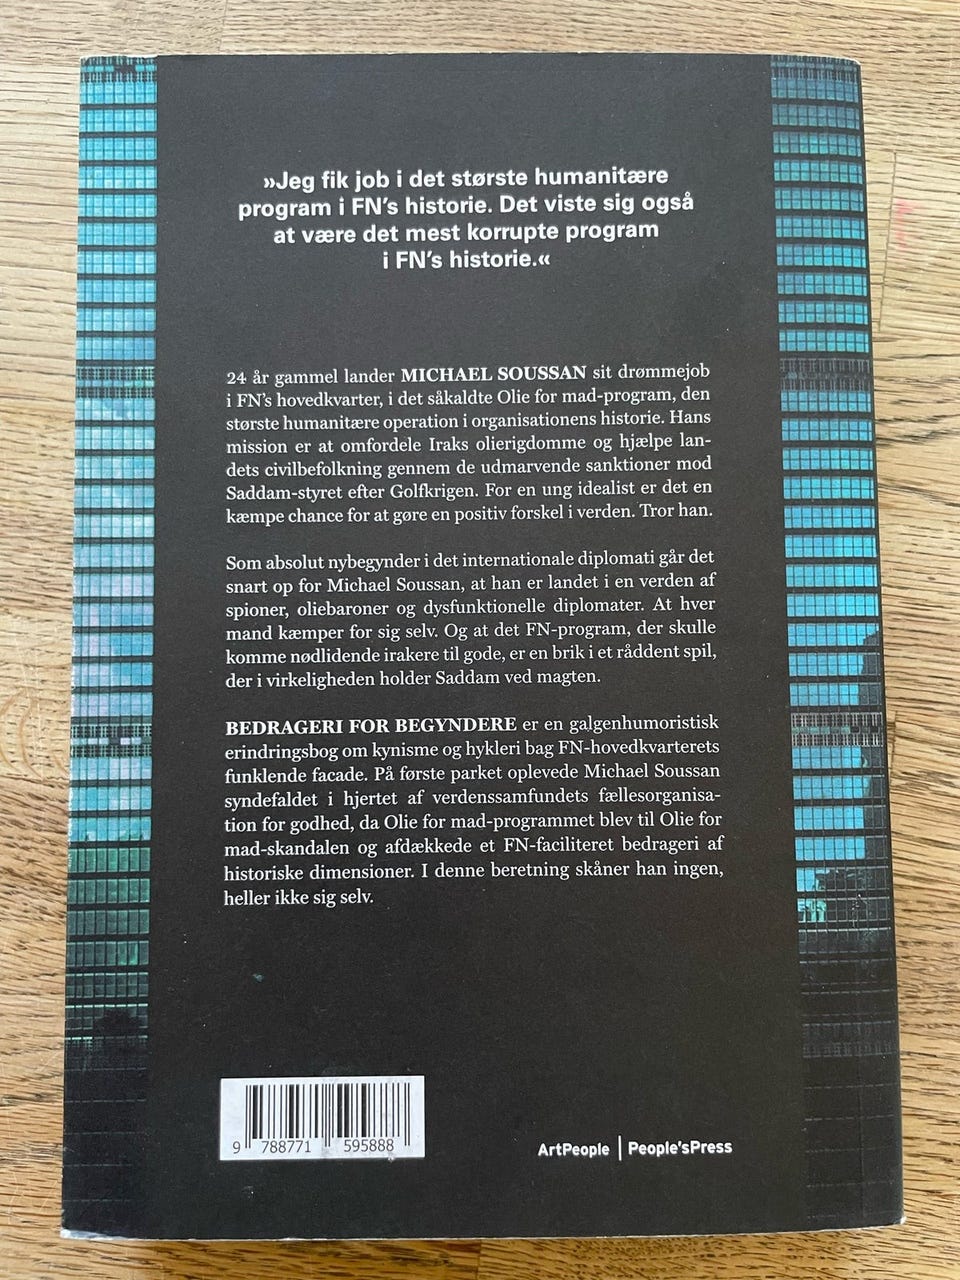 »Jeg fik job i det største humanitære
program i FN's historie. Det viste sig også
at være det mest korrupte program
i FN's historie.«
24 år gammel lander MICHAEL SOUSSAN sit drømmejob
i FN's hovedkvarter, i det såkaldte Olie for mad-program, den
største humanitære operation i organisationens historie. Hans
mission er at omfordele Iraks olierigdomme og hjælpe lan-
dets civilbefolkning gennem de udmarvende sanktioner mod
Saddam-styret efter Golfkrigen. For en ung idealist er det en
kæmpe chance for at gøre en positiv forskel i verden. Tror han.
Som absolut nybegynder i det internationale diplomati går det
snart op for Michael Soussan, at han er landet i en verden af
spioner, oliebaroner og dysfunktionelle diplomater. At hver
mand kæmper for sig selv. Og at det FN-program, der skulle
komme nødlidende irakere til gode, er en brik i et råddent spil,
der i virkeligheden holder Saddam ved magten.
BEDRAGERI FOR BEGYNDERE er en galgenhumoristisk
erindringsbog om kynisme og hykleri bag FN-hovedkvarterets
funklende facade. På første parket oplevede Michael Soussan
syndefaldet i hjertet af verdenssamfundets fællesorganisa-
tion for godhed, da Olie for mad-programmet blev til Olie for
mad-skandalen og afdækkede et FN-faciliteret bedrageri af
historiske dimensioner. I denne beretning skåner han ingen,
heller ikke sig selv.
9 788771 595888
ArtPeople | People'sPress